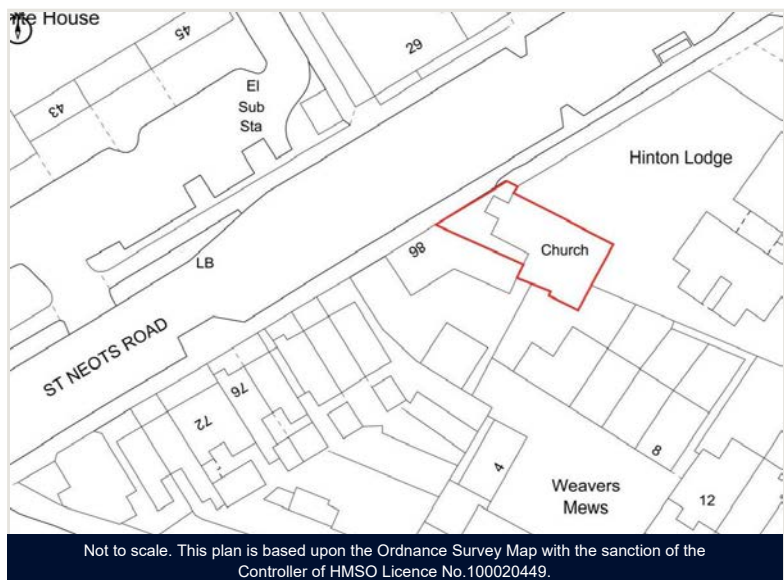 House
45
29
43
El
Sub
Sta
Hinton Lodge
Church
98
LB
ST NEOTS ROAD
76
72
8
4
Weavers
Mews
12
Not to scale. This plan is based upon the Ordnance Survey Map with the sanction of the
Controller of HMSO Licence No.100020449.